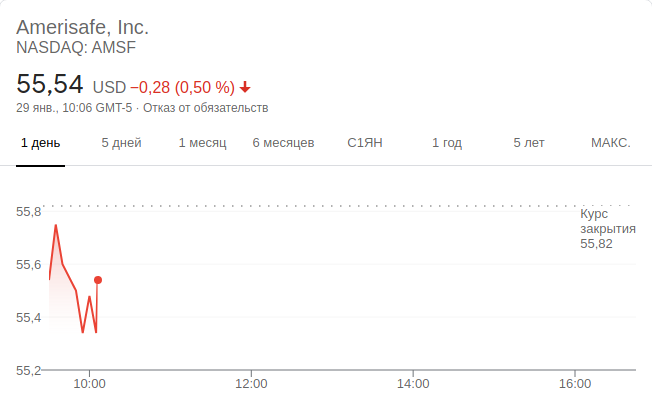 Amerisafe, Inc.
NASDAQ: AMSF
55,54 USD −0,28 (0,50 %)
29 янв., 10:06 GMT-5 · Отказ от обязательств
1 день 5 дней 1 месяц 6 месяцев С1ЯН 1 год 5 лет МАКС.
55,8
Курс
закрытия
55,82
55,6
55,4
55,2
10:00 12:00 14:00 16:00